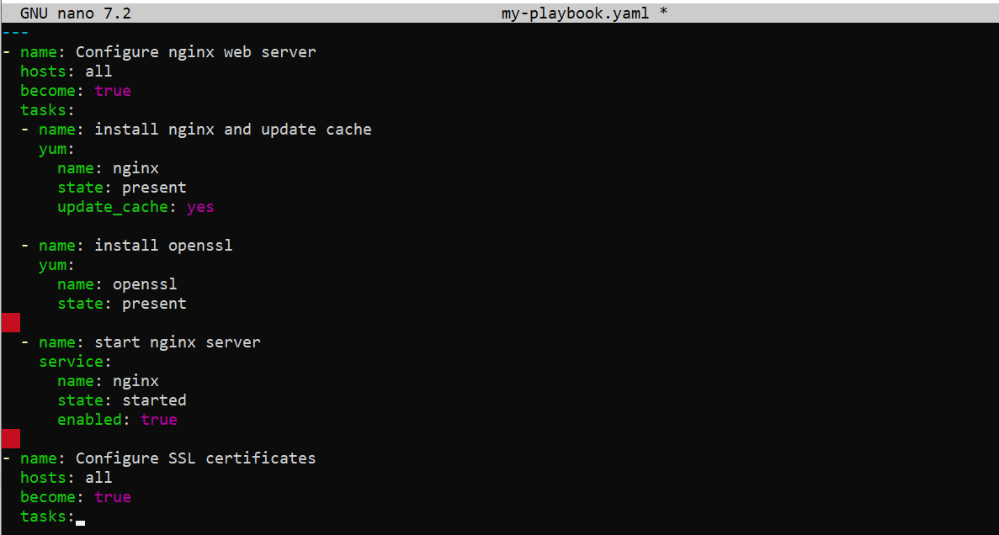 GNU nano 7.2 my-playbook.yaml *
---
- name: Configure nginx web server
  hosts: all
  become: true
  tasks:
  - name: install nginx and update cache
    yum:
      name: nginx
      state: present
      update_cache: yes

  - name: install openssl
    yum:
      name: openssl
      state: present

  - name: start nginx server
    service:
      name: nginx
      state: started
      enabled: true

- name: Configure SSL certificates
  hosts: all
  become: true
  tasks: